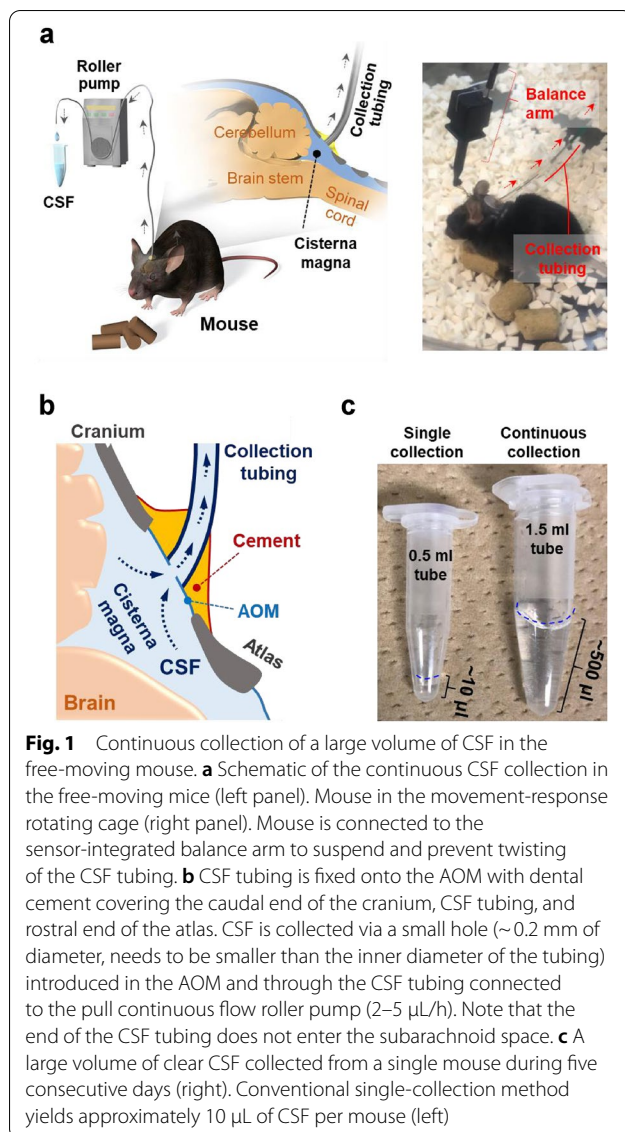 a
Roller
pump
CSF
Cerebellum
Brain stem
Spinal
cord
Collection
tubing
Cisterna
magna
Mouse
Balance
arm
Collection
tubing
b
Cranium
Collection
tubing
Cement
AOM
Cisterna
magna
CSF
Atlas
Brain
c
Single
collection
Continuous
collection
0.5 ml
tube
1.5 ml
tube
~10 µl
~500 µl
Fig. 1 Continuous collection of a large volume of CSF in the
free-moving mouse. a Schematic of the continuous CSF collection in
the free-moving mice (left panel). Mouse in the movement-response
rotating cage (right panel). Mouse is connected to the
sensor-integrated balance arm to suspend and prevent twisting
of the CSF tubing. b CSF tubing is fixed onto the AOM with dental
cement covering the caudal end of the cranium, CSF tubing, and
rostral end of the atlas. CSF is collected via a small hole (~ 0.2 mm of
diameter, needs to be smaller than the inner diameter of the tubing)
introduced in the AOM and through the CSF tubing connected
to the pull continuous flow roller pump (2–5 µL/h). Note that the
end of the CSF tubing does not enter the subarachnoid space. c A
large volume of clear CSF collected from a single mouse during five
consecutive days (right). Conventional single-collection method
yields approximately 10 µL of CSF per mouse (left)